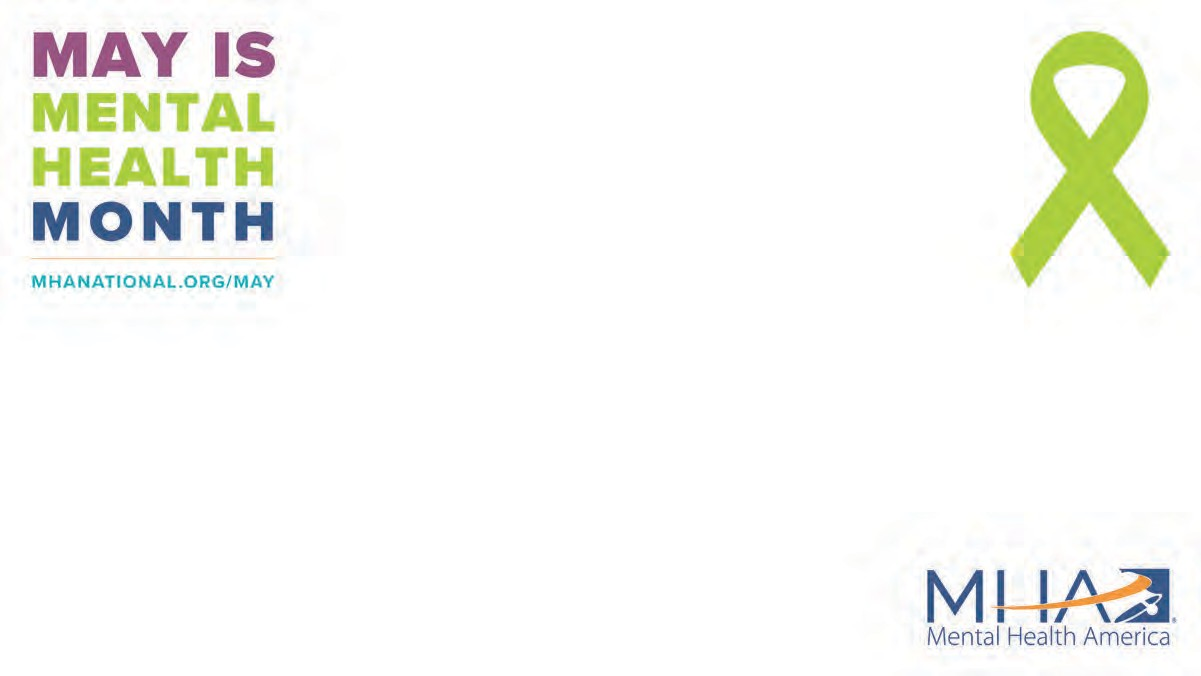 MAY IS
MENTAL
HEALTH
MONTH
MHANATIONAL.ORG/MAY
MHA®
Mental Health America